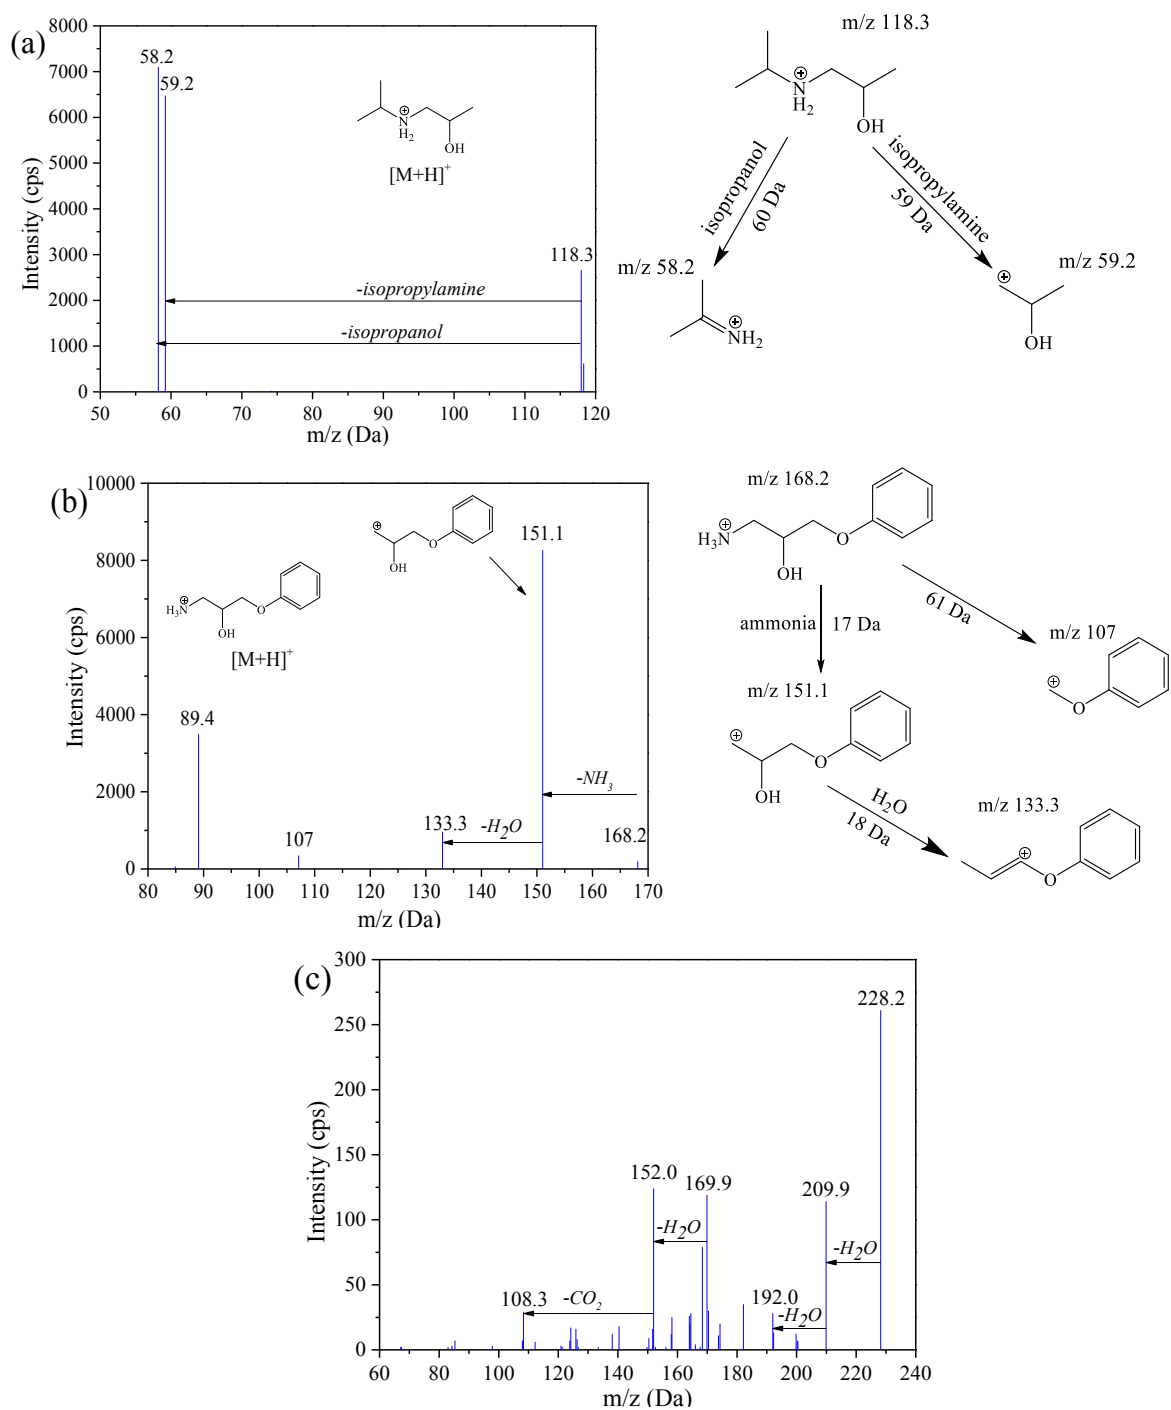 (a)
8000
7000
6000
5000
4000
3000
2000
1000
0
Intensity (cps)
58.2
59.2
118.3
-isopropylamine
-isopropanol
⊕
N
H2
OH
[M+H]+
50 60 70 80 90 100 110 120
m/z (Da)
m/z 118.3
⊕
N
H2
OH
isopropanol
60 Da
isopropylamine
59 Da
m/z 58.2
⊕
NH2
m/z 59.2
⊕
OH
(b)
10000
8000
6000
4000
2000
0
Intensity (cps)
⊕
O
OH
151.1
⊕
H3N
O
OH
[M+H]+
89.4
107
133.3
-H2O
-NH3
168.2
80 90 100 110 120 130 140 150 160 170
m/z (Da)
m/z 168.2
⊕
H3N
O
OH
ammonia 17 Da
61 Da
m/z 107
⊕
O
m/z 151.1
⊕
O
OH
H2O
18 Da
m/z 133.3
⊕
O
(c)
300
250
200
150
100
50
0
Intensity (cps)
228.2
209.9
-H2O
192.0
-H2O
169.9
152.0
-H2O
108.3
-CO2
60 80 100 120 140 160 180 200 220 240
m/z (Da)